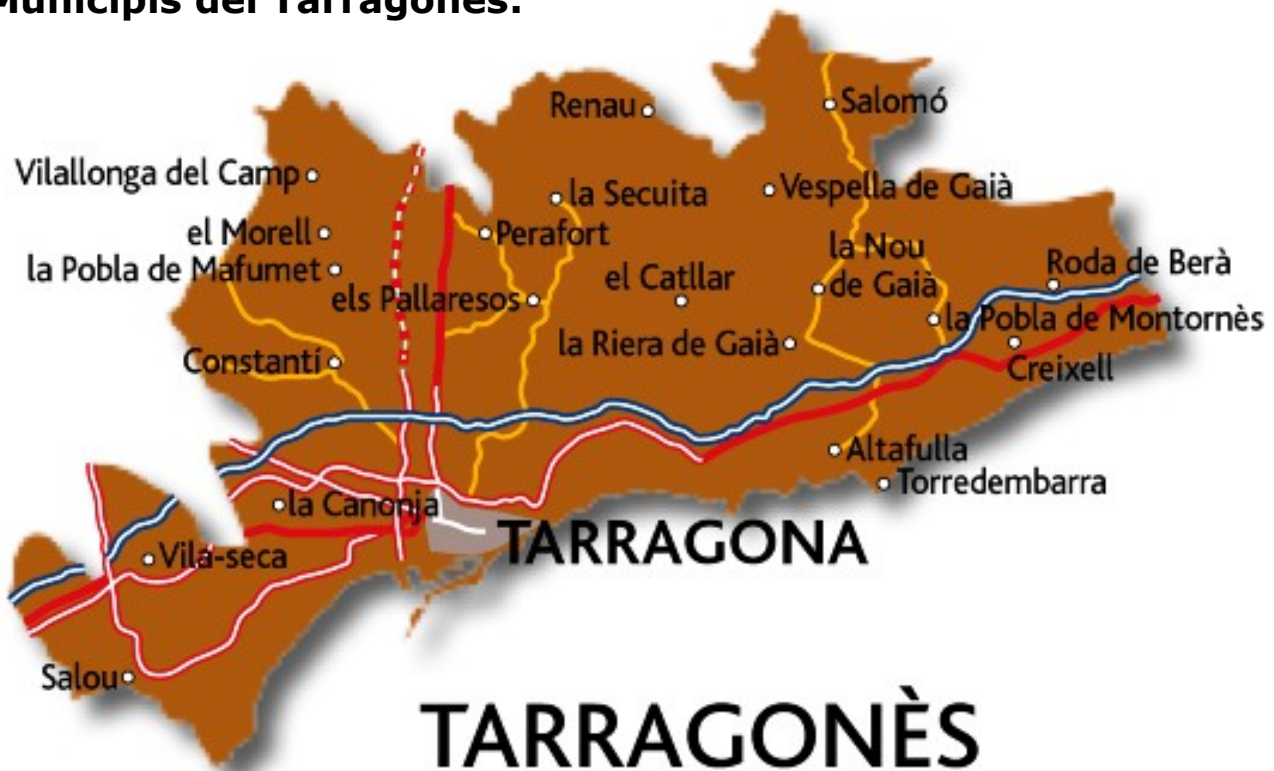 Municipis del Tarragonès.
Renau
Salomó
Vilallonga del Camp
la Secuita
Vespella de Gaià
el Morell
Perafort
la Nou
de Gaià
la Pobla de Mafumet
el Catllar
Roda de Berà
els Pallaresos
la Riera de Gaià
la Pobla de Montornès
Constantí
Creixell
Altafulla
Torredembarra
la Canonja
TARRAGONA
Vila-seca
Salou
TARRAGONÈS